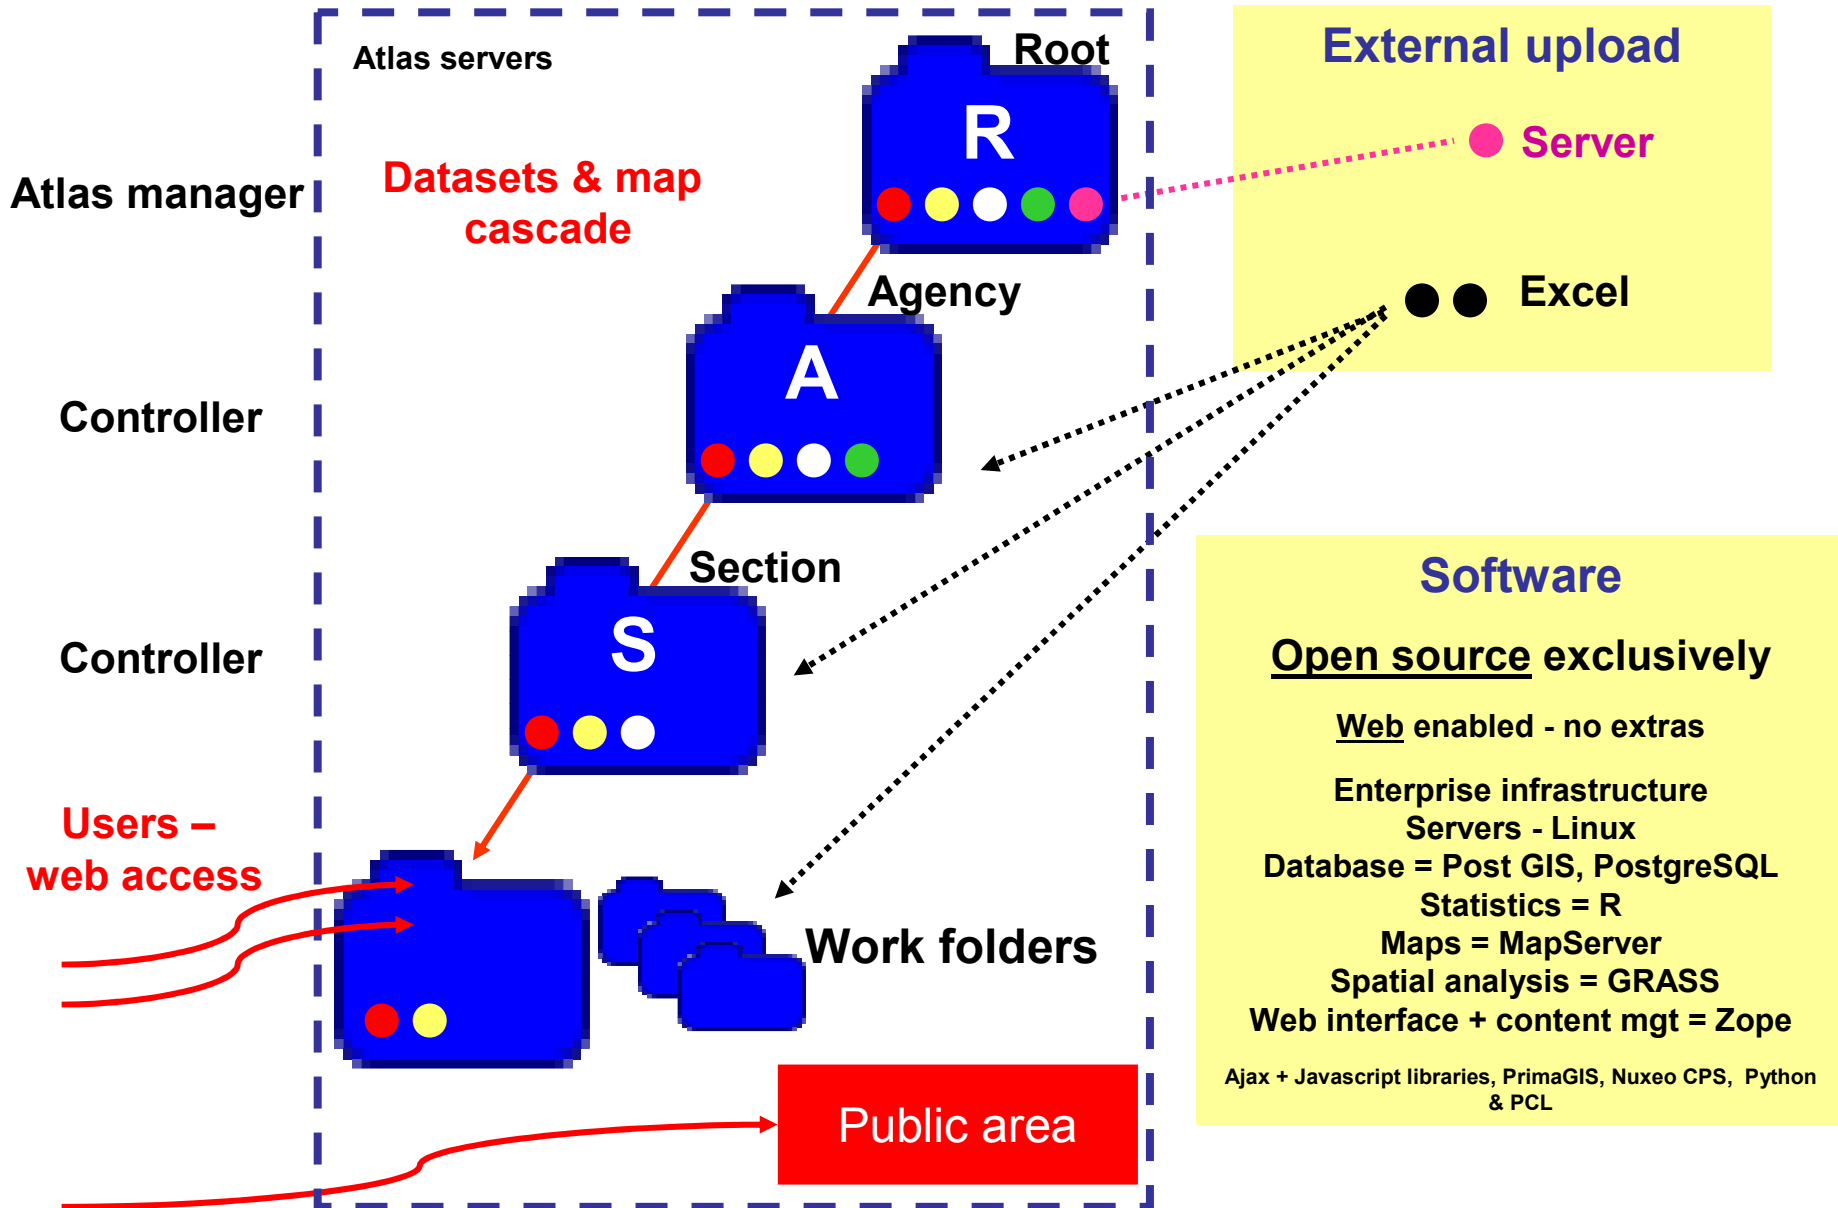 Atlas servers
Root
R
Datasets & map
cascade
Atlas manager
Agency
A
Controller
Section
S
Controller
Users –
web access
Work folders
Public area
External upload
Server
Excel
Software
Open source exclusively
Web enabled - no extras
Enterprise infrastructure
Servers - Linux
Database = Post GIS, PostgreSQL
Statistics = R
Maps = MapServer
Spatial analysis = GRASS
Web interface + content mgt = Zope
Ajax + Javascript libraries, PrimaGIS, Nuxeo CPS, Python
& PCL